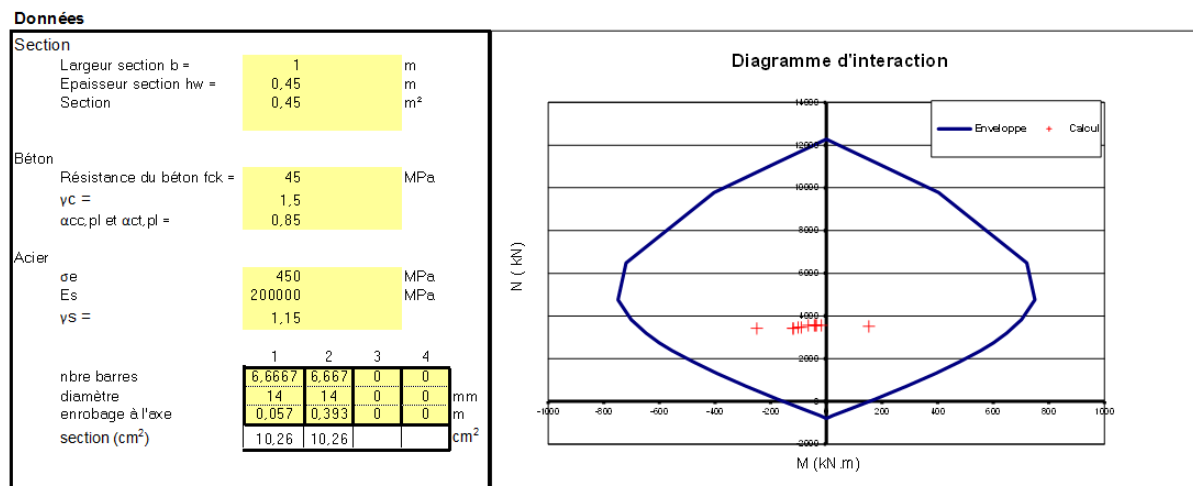 Données
Section
Largeur section b = 1 m
Epaisseur section hw = 0,45 m
Section 0,45 m²
Béton
Résistance du béton fck = 45 MPa
γc = 1,5
αcc,pl et αct,pl = 0,85
Acier
σe 450 MPa
Es 200000 MPa
γs = 1,15
1 2 3 4
nbre barres 6,6667 6,667 0 0
diamètre 14 14 0 0 mm
enrobage à l'axe 0,057 0,393 0 0 m
section (cm²) 10,26 10,26 cm²
Diagramme d'interaction
Enveloppe Calcul
N ( kN)
14000
12000
10000
8000
6000
4000
2000
0
-2000
-1000 -800 -600 -400 -200 0 200 400 600 800 1000
M (kN.m)